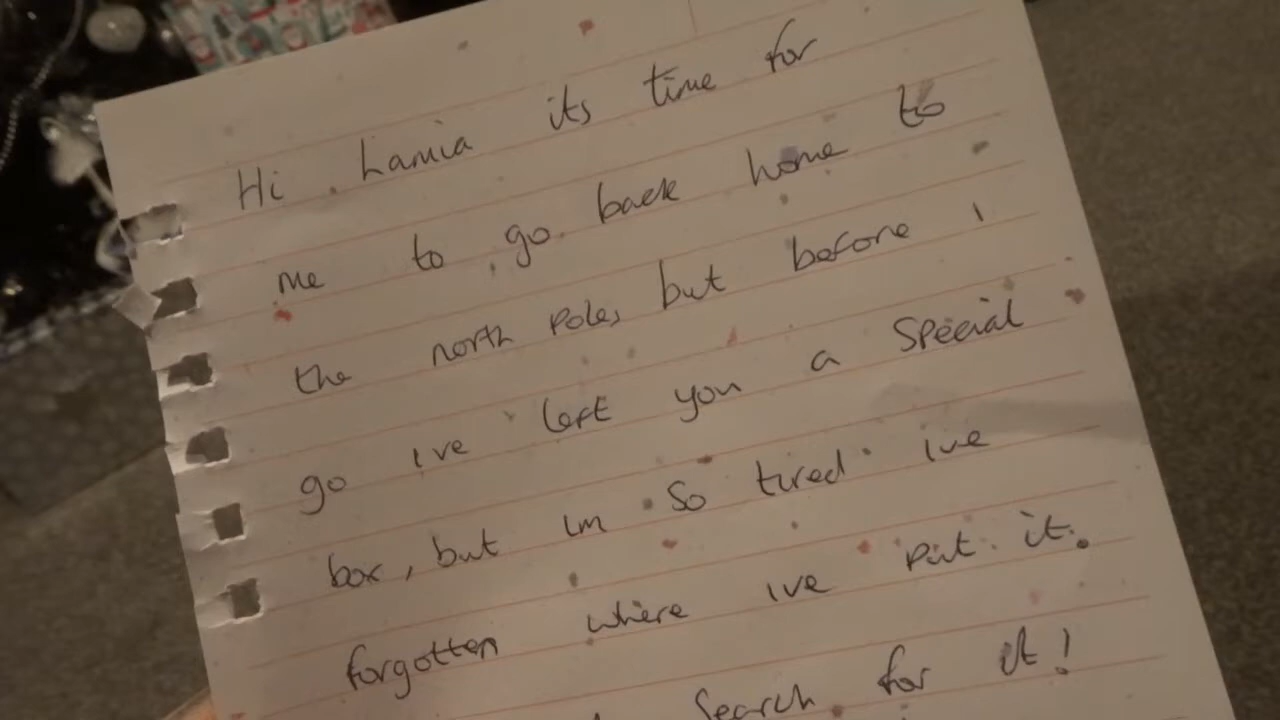 Hi Lamia its time for
me to go back home to
the north pole, but before I
go ive left you a special
box, but im so tired ive
forgotten where ive put it.
search for it!